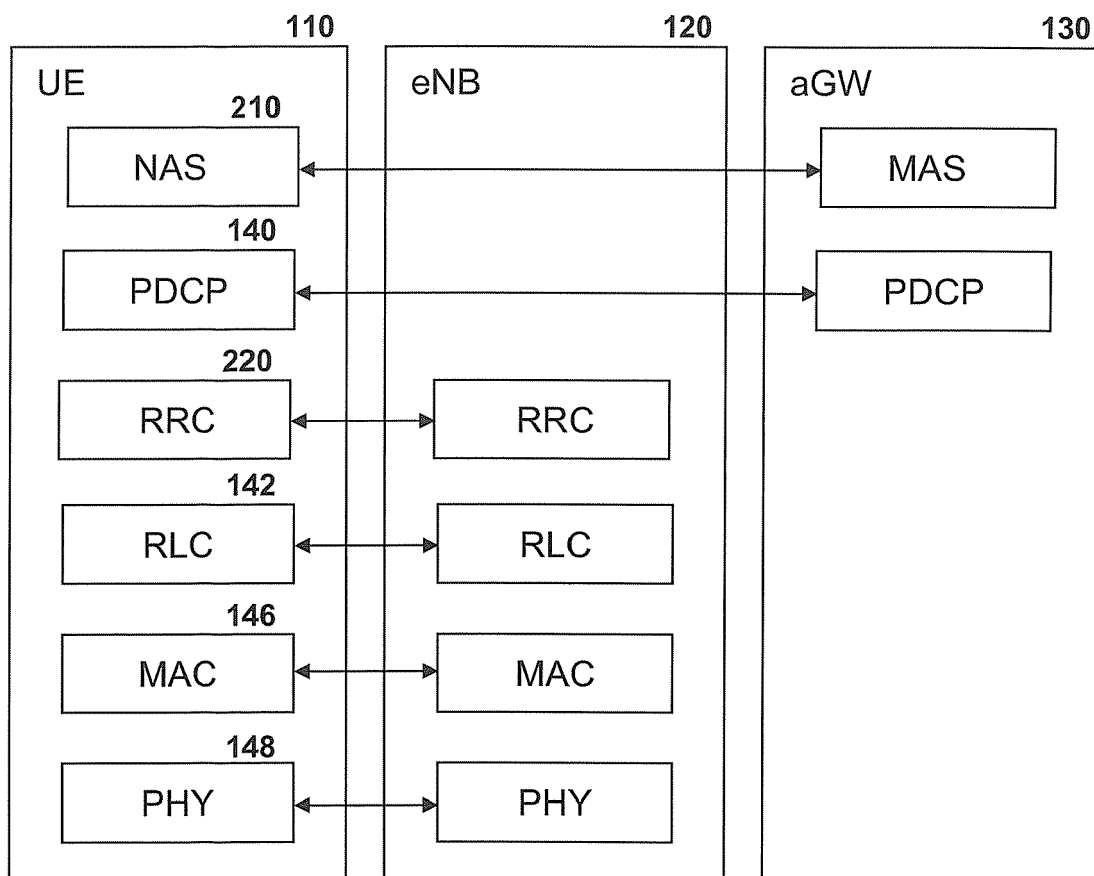 110 120 130
UE eNB aGW
210
NAS MAS
140
PDCP PDCP
220
RRC RRC
142
RLC RLC
146
MAC MAC
148
PHY PHY